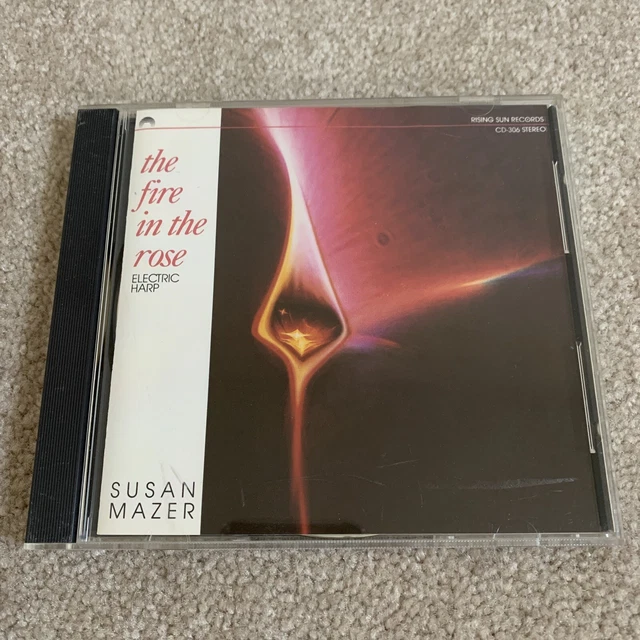 RISING SUN RECORDS
CD-306 STEREO
the
fire
in the
rose
ELECTRIC
HARP
SUSAN
MAZER